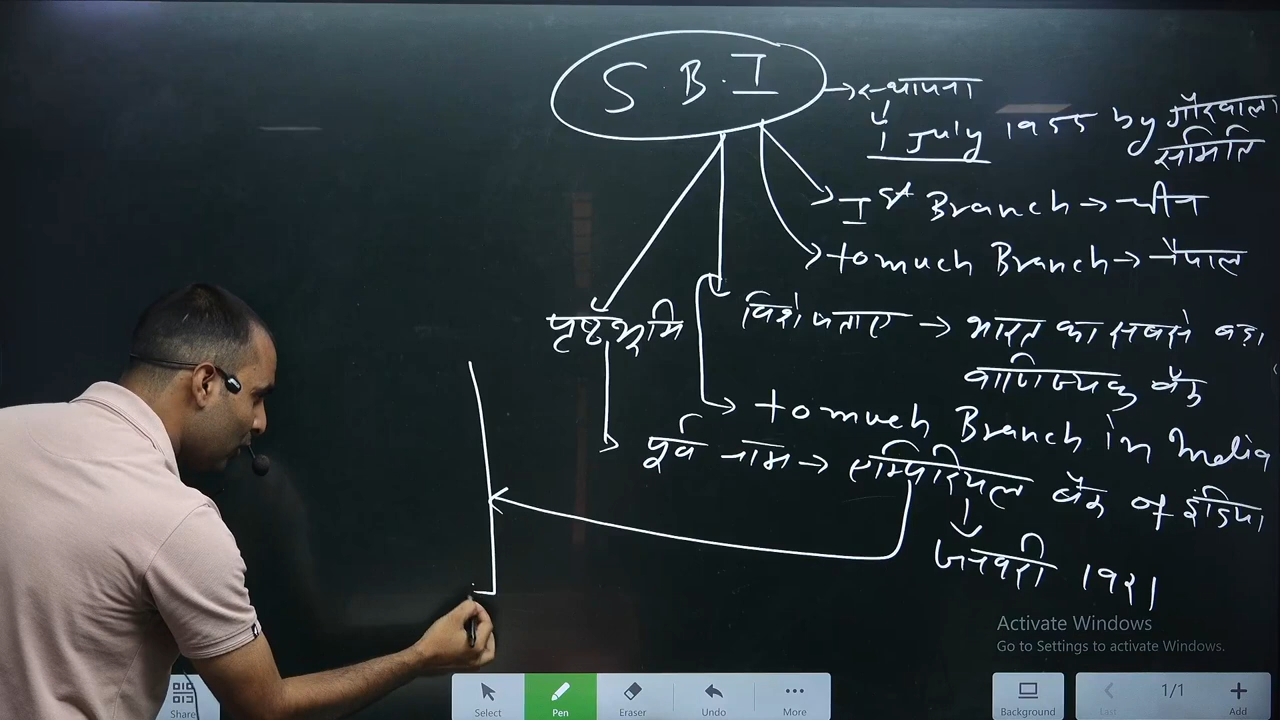 S.B.I → स्थापना
1 July 1955 by गोरवाला
समिति
Ist Branch → चीन
to much Branch → नेपाल
पृष्ठभूमि
विशेषताए → भारत का सबसे बड़ा
वाणिज्यिक बैंक
to much Branch in India
पूर्व नाम → इम्पिरियल बैंक of इंडिया
जनवरी 1921
Activate Windows
Go to Settings to activate Windows.
Share
Select
Pen
Eraser
Undo
More
Background
Last
1/1
Add